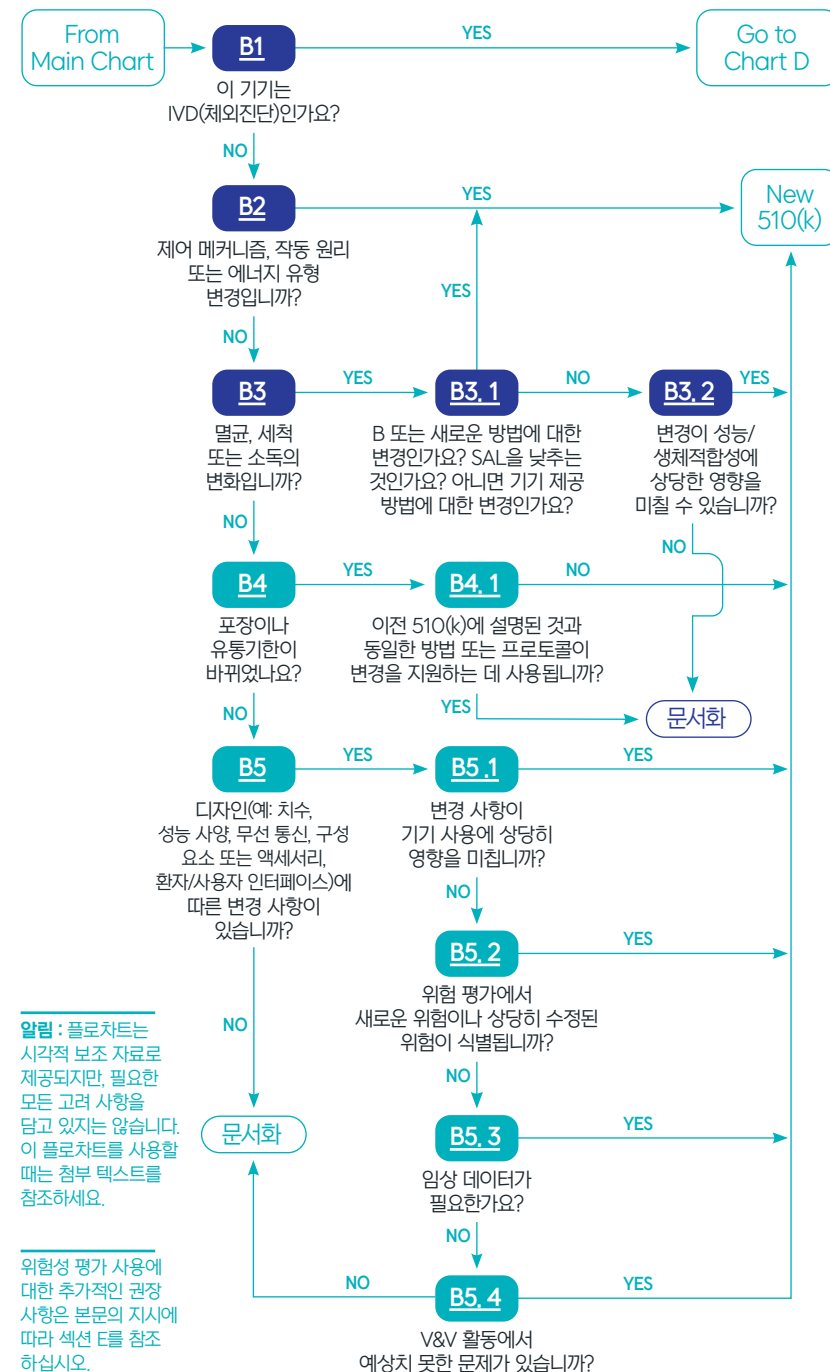 From
Main Chart
B1
YES
Go to
Chart D
이 기기는
IVD(체외진단)인가요?
NO
B2
YES
New
510(k)
제어 메커니즘, 작동 원리
또는 에너지 유형
변경입니까?
YES
NO
B3
YES
B3, 1
NO
B3, 2
YES
멸균, 세척
또는 소독의
변화입니까?
B 또는 새로운 방법에 대한
변경인가요? SAL을 낮추는
것인가요? 아니면 기기 제공
방법에 대한 변경인가요?
변경이 성능/
생체적합성에
상당한 영향을
미칠 수 있습니까?
NO
NO
B4
YES
B4, 1
NO
포장이나
유통기한이
바뀌었나요?
이전 510(k)에 설명된 것과
동일한 방법 또는 프로토콜이
변경을 지원하는 데 사용됩니까?
NO
YES
문서화
B5
YES
B5 .1
YES
디자인(예: 치수,
성능 사양, 무선 통신, 구성
요소 또는 액세서리,
환자/사용자 인터페이스)에
따른 변경 사항이
있습니까?
변경 사항이
기기 사용에 상당히
영향을 미칩니까?
NO
B5, 2
YES
위험 평가에서
새로운 위험이나 상당히 수정된
위험이 식별됩니까?
NO
NO
알림 : 플로차트는
시각적 보조 자료로
제공되지만, 필요한
모든 고려 사항을
담고 있지는 않습니다.
이 플로차트를 사용할
때는 첨부 텍스트를
참조하세요.
문서화
B5, 3
YES
임상 데이터가
필요한가요?
NO
위험성 평가 사용에
대한 추가적인 권장
사항은 본문의 지시에
따라 섹션 E를 참조
하십시오.
NO
B5, 4
YES
V&V 활동에서
예상치 못한 문제가 있습니까?